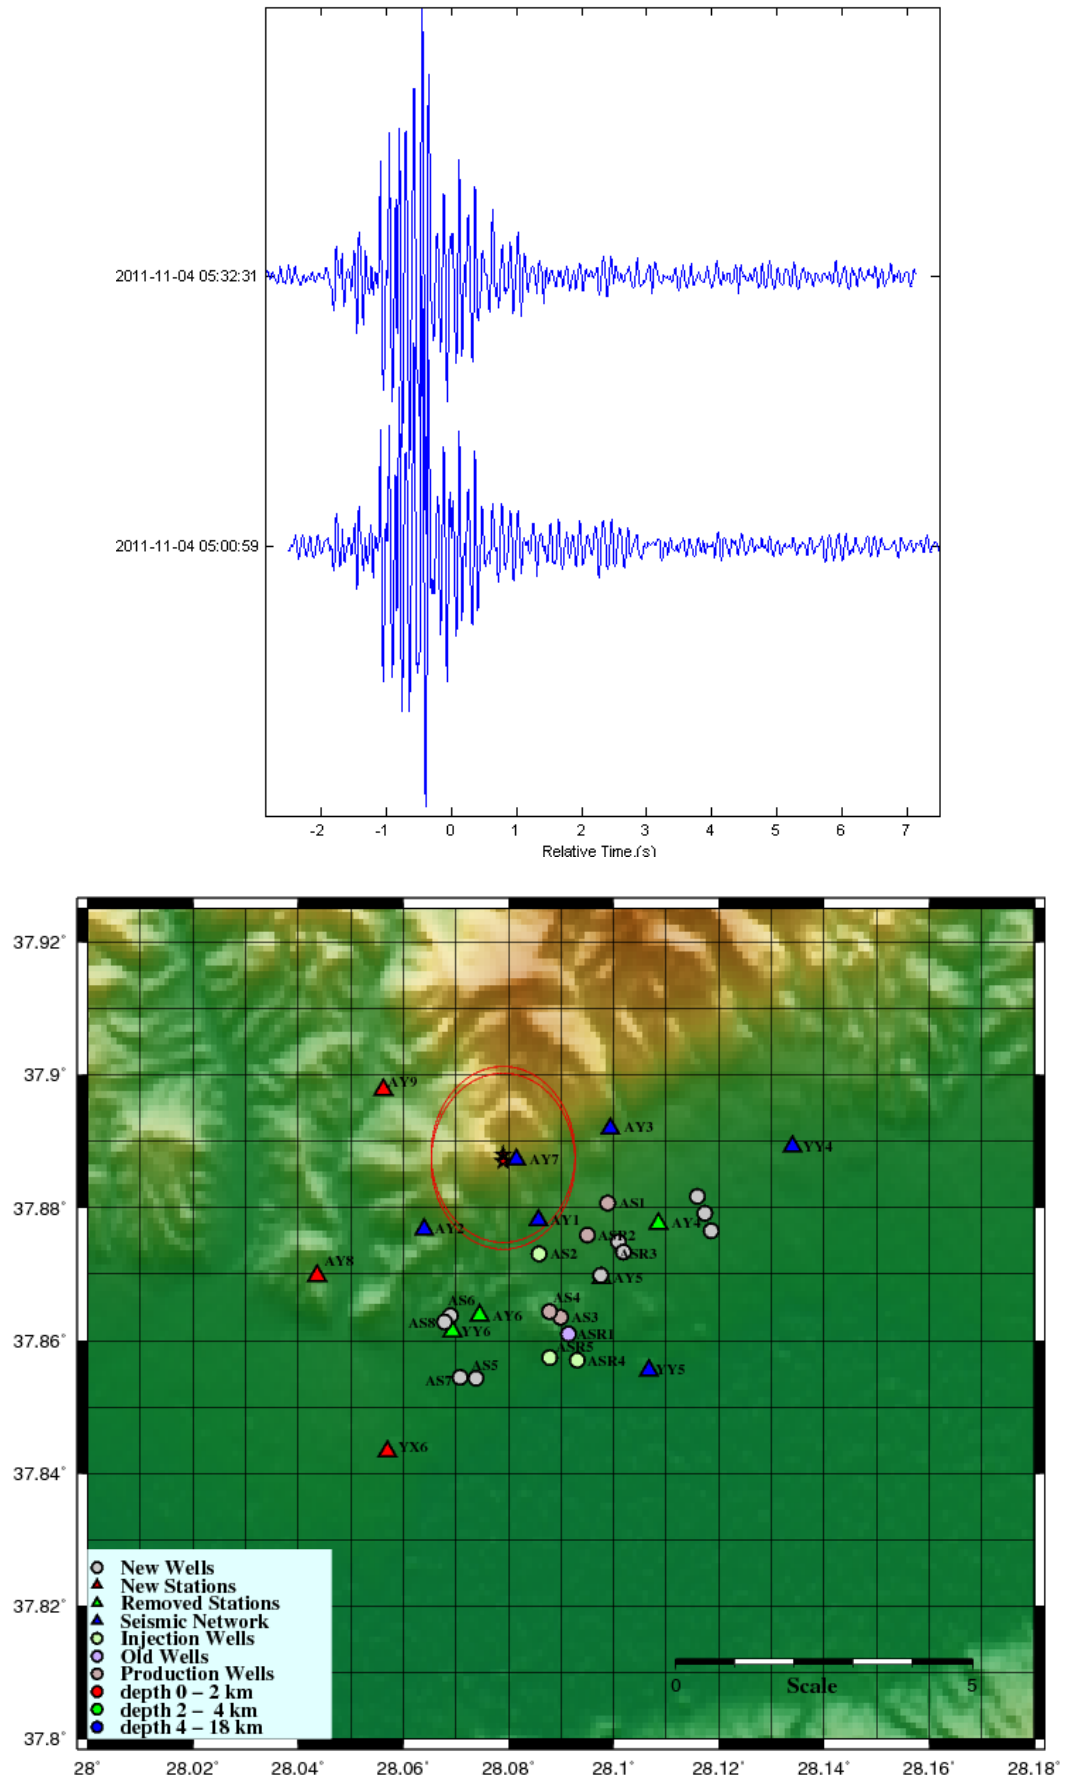 2011-11-04 05:32:31
2011-11-04 05:00:59
-2 -1 0 1 2 3 4 5 6 7
Relative Time.(s)
37.92°
37.9°
AY9
AY3
YY4
AY7
37.88°
AS1
AY2
AY1
AY4
ASR2
AS2
ASR3
AY8
AY5
AS6
AS4
AY6
AS3
AS8
YY6
ASR1
37.86°
ASR5
ASR4
AS5
YY5
AS7
YX6
37.84°
New Wells
New Stations
Removed Stations
37.82°
Seismic Network
Injection Wells
Old Wells
Production Wells
depth 0 – 2 km
depth 2 – 4 km
depth 4 – 18 km
0 Scale 5
37.8°
28° 28.02° 28.04° 28.06° 28.08° 28.1° 28.12° 28.14° 28.16° 28.18°